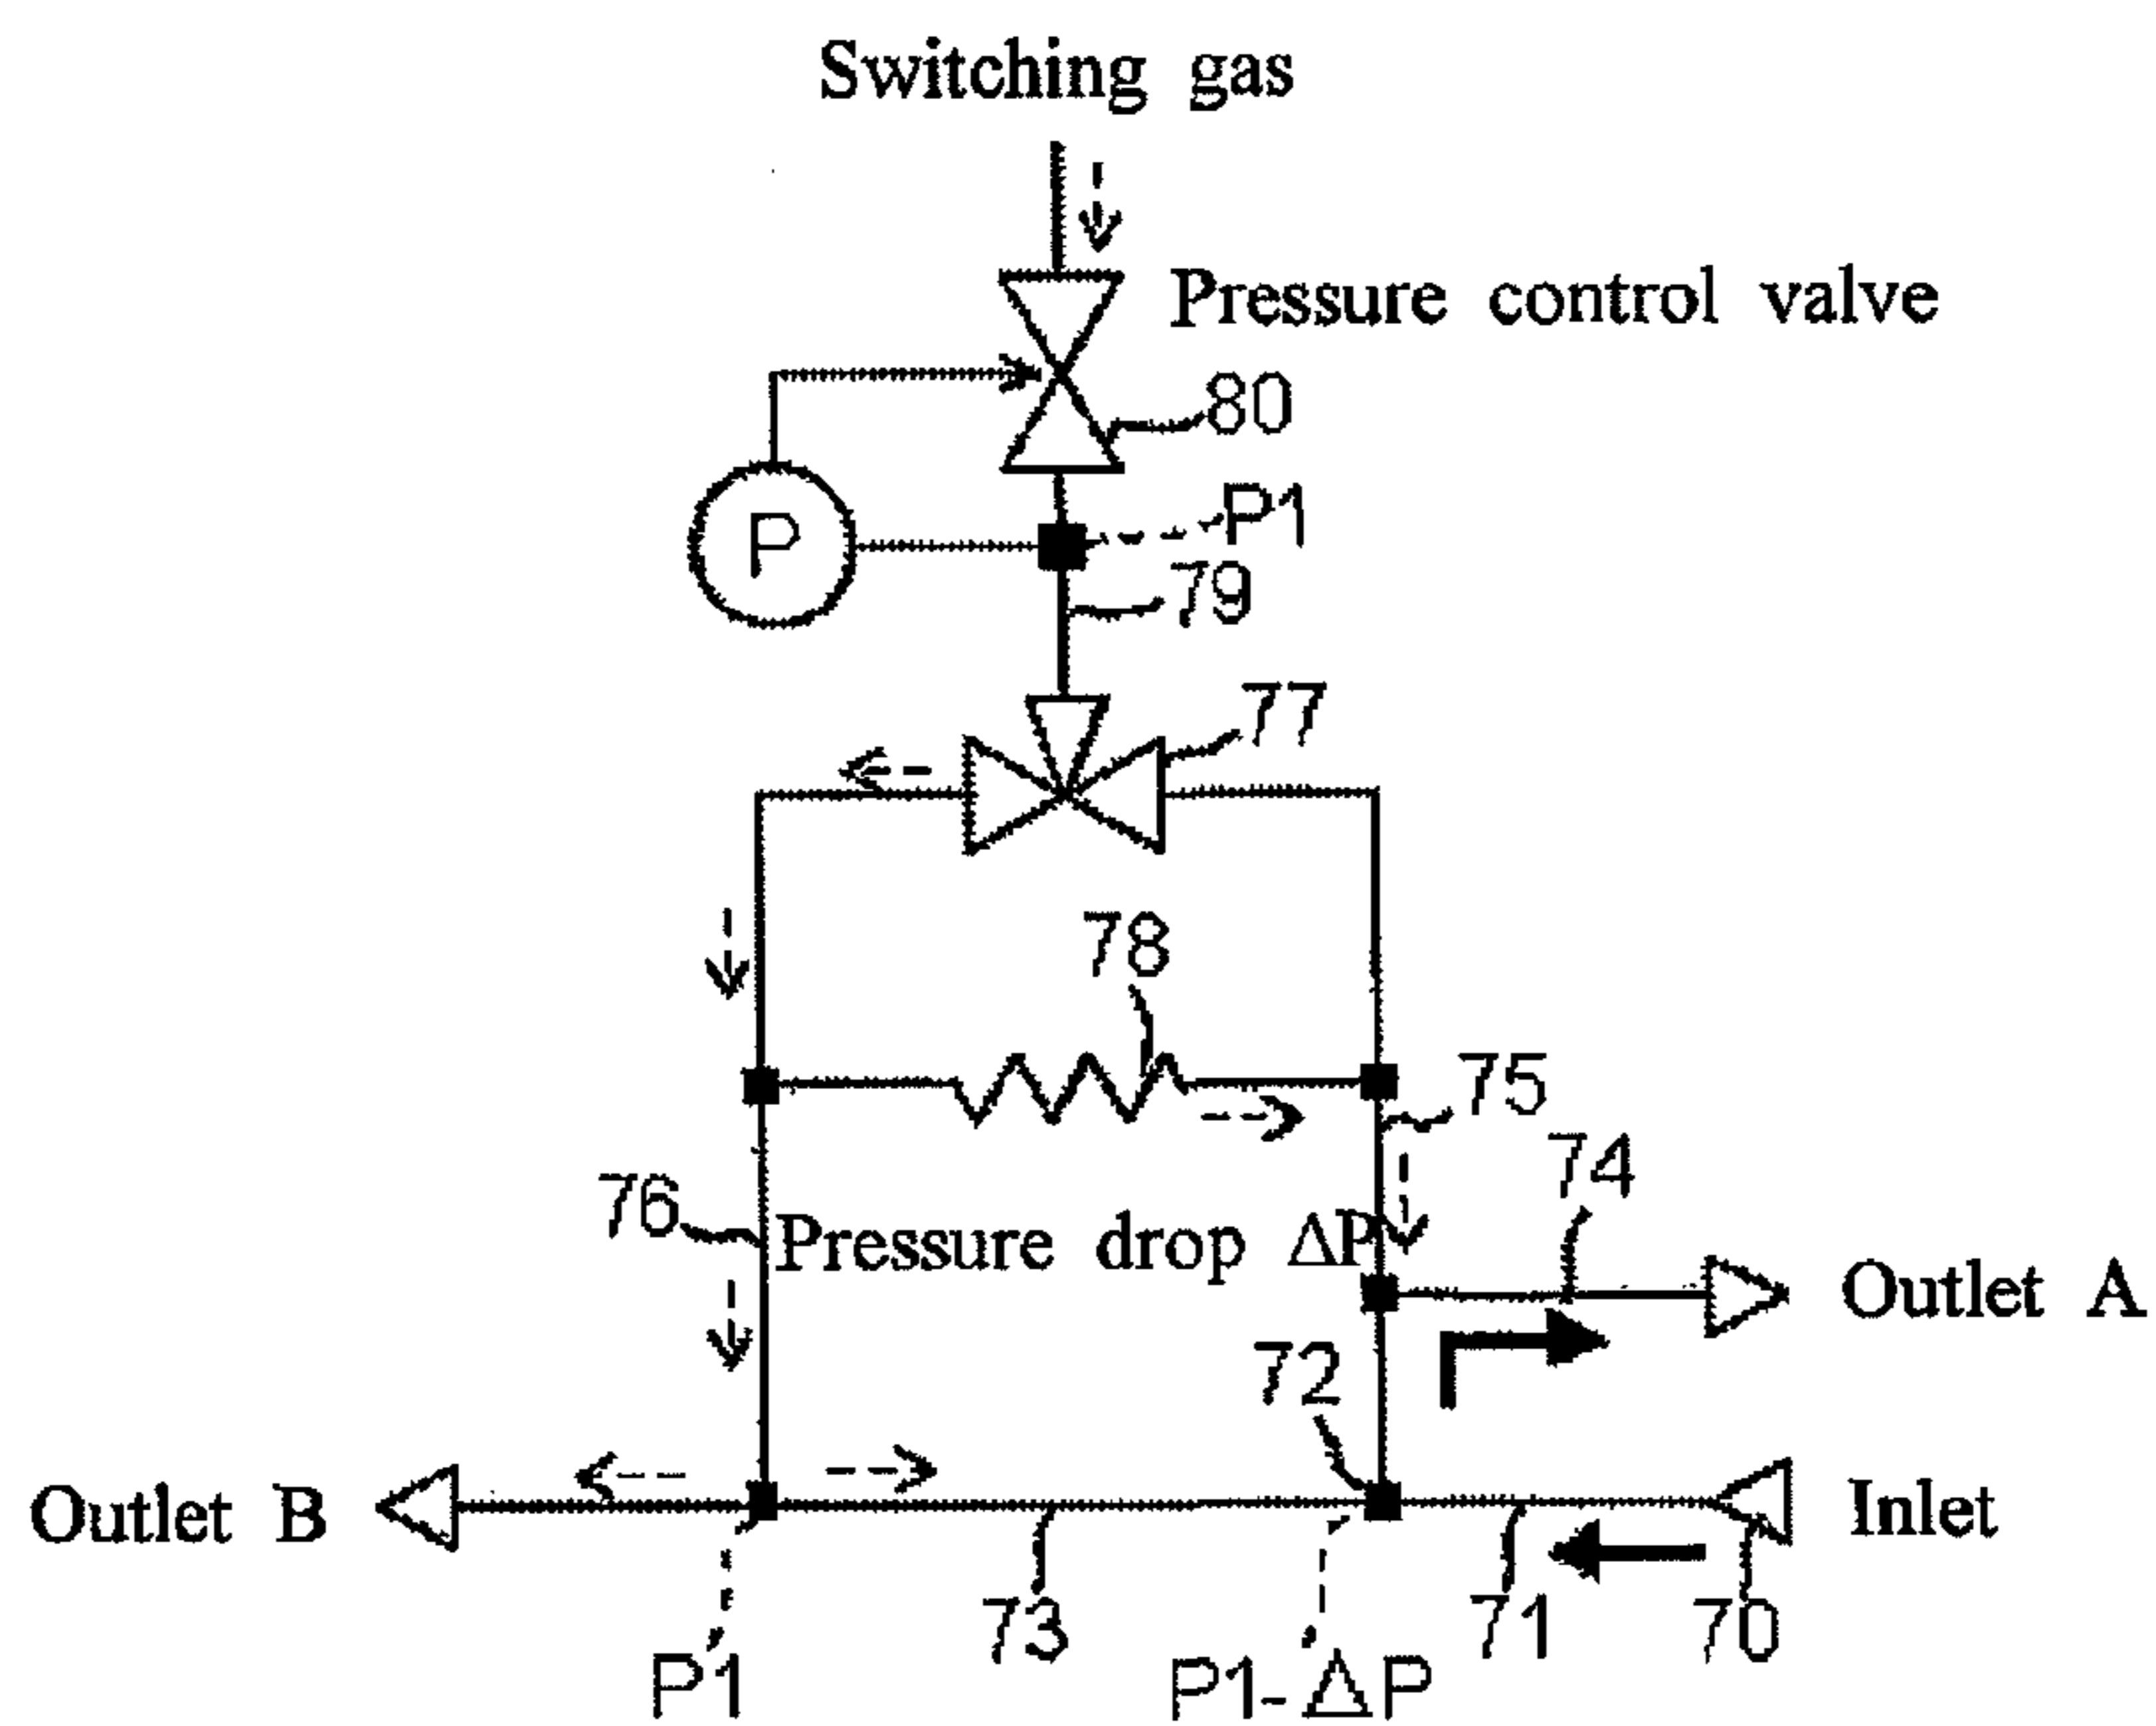 Switching gas
Pressure control valve
80
P1
P
79
77
78
75
74
76
Pressure drop ΔP
Outlet A
72
Outlet B
Inlet
73
71
70
P1
P1-ΔP